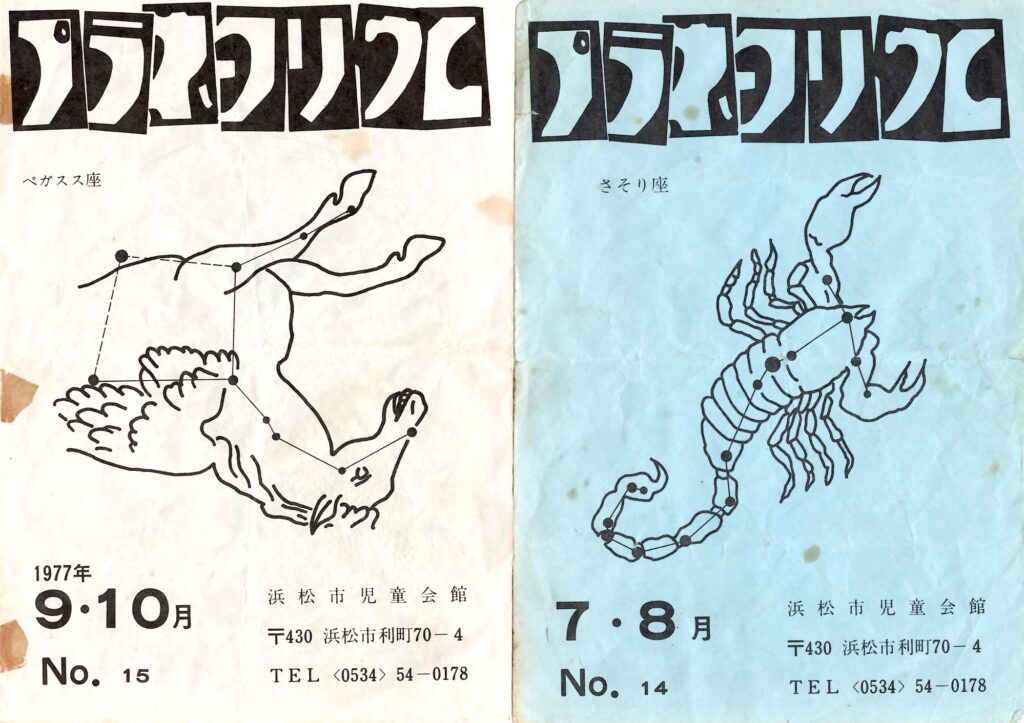 プラネタリウム
ペガスス座
1977年
9・10月
No. 15
浜松市児童会館
〒430 浜松市利町70-4
TEL〈0534〉54-0178
プラネタリウム
さそり座
7・8月
No. 14
浜松市児童会館
〒430 浜松市利町70-4
TEL〈0534〉54-0178